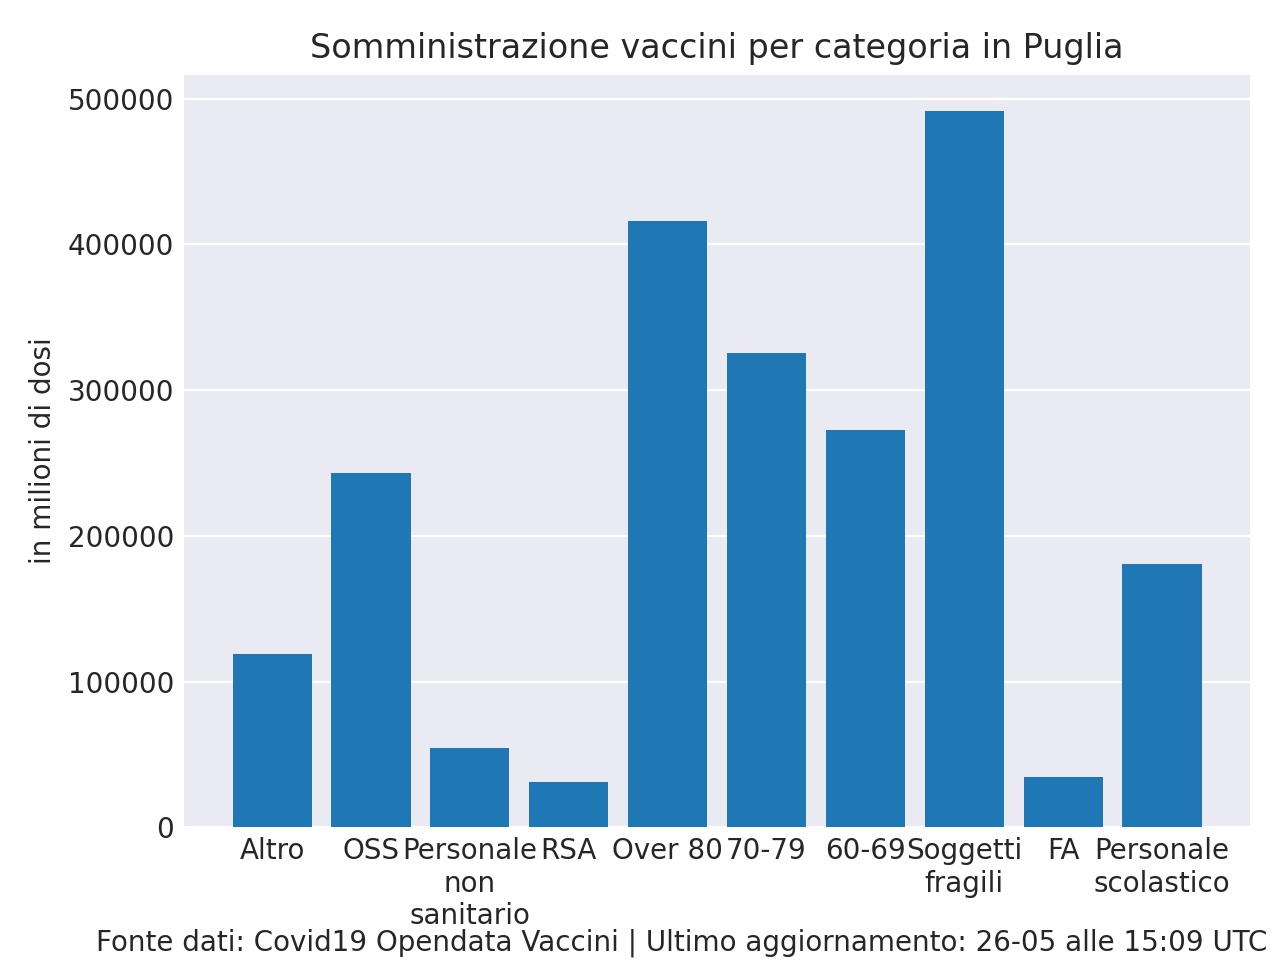 Somministrazione vaccini per categoria in Puglia
in milioni di dosi
500000
400000
300000
200000
100000
0
Altro
OSS
Personale
non
sanitario
RSA
Over 80
70-79
60-69
Soggetti
fragili
FA
Personale
scolastico
Fonte dati: Covid19 Opendata Vaccini | Ultimo aggiornamento: 26-05 alle 15:09 UTC